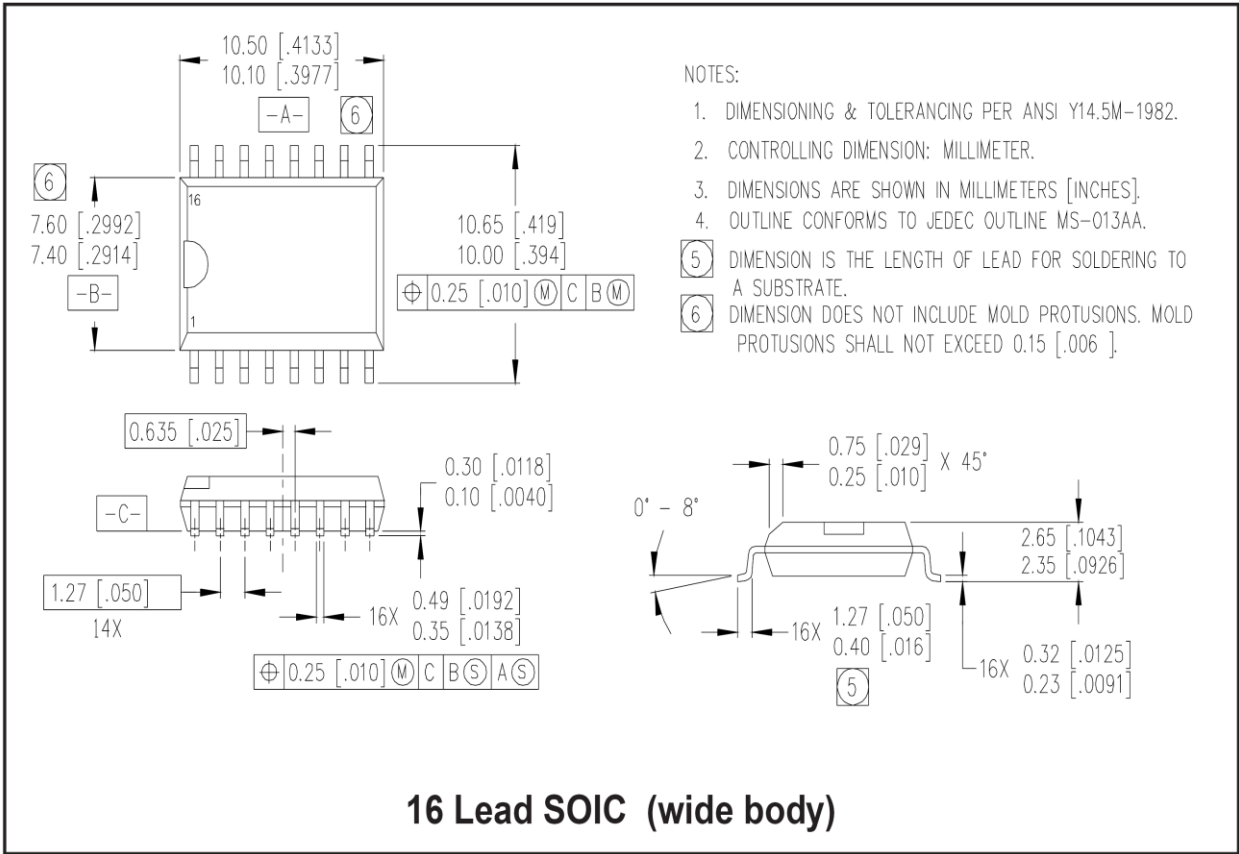 10.50 [.4133]
10.10 [.3977]
-A-
6
6
16
7.60 [.2992]
7.40 [.2914]
-B-
1
10.65 [.419]
10.00 [.394]
⌖ 0.25 [.010] Ⓜ C B Ⓜ
NOTES:
1. DIMENSIONING & TOLERANCING PER ANSI Y14.5M-1982.
2. CONTROLLING DIMENSION: MILLIMETER.
3. DIMENSIONS ARE SHOWN IN MILLIMETERS [INCHES].
4. OUTLINE CONFORMS TO JEDEC OUTLINE MS-013AA.
5 DIMENSION IS THE LENGTH OF LEAD FOR SOLDERING TO
A SUBSTRATE.
6 DIMENSION DOES NOT INCLUDE MOLD PROTUSIONS. MOLD
PROTUSIONS SHALL NOT EXCEED 0.15 [.006 ].
0.635 [.025]
0.30 [.0118]
0.10 [.0040]
-C-
1.27 [.050]
14X
16X 0.49 [.0192]
0.35 [.0138]
⌖ 0.25 [.010] Ⓜ C B Ⓢ A Ⓢ
0.75 [.029]
0.25 [.010] X 45°
0° - 8°
2.65 [.1043]
2.35 [.0926]
16X 1.27 [.050]
0.40 [.016]
5
16X 0.32 [.0125]
0.23 [.0091]
16 Lead SOIC (wide body)